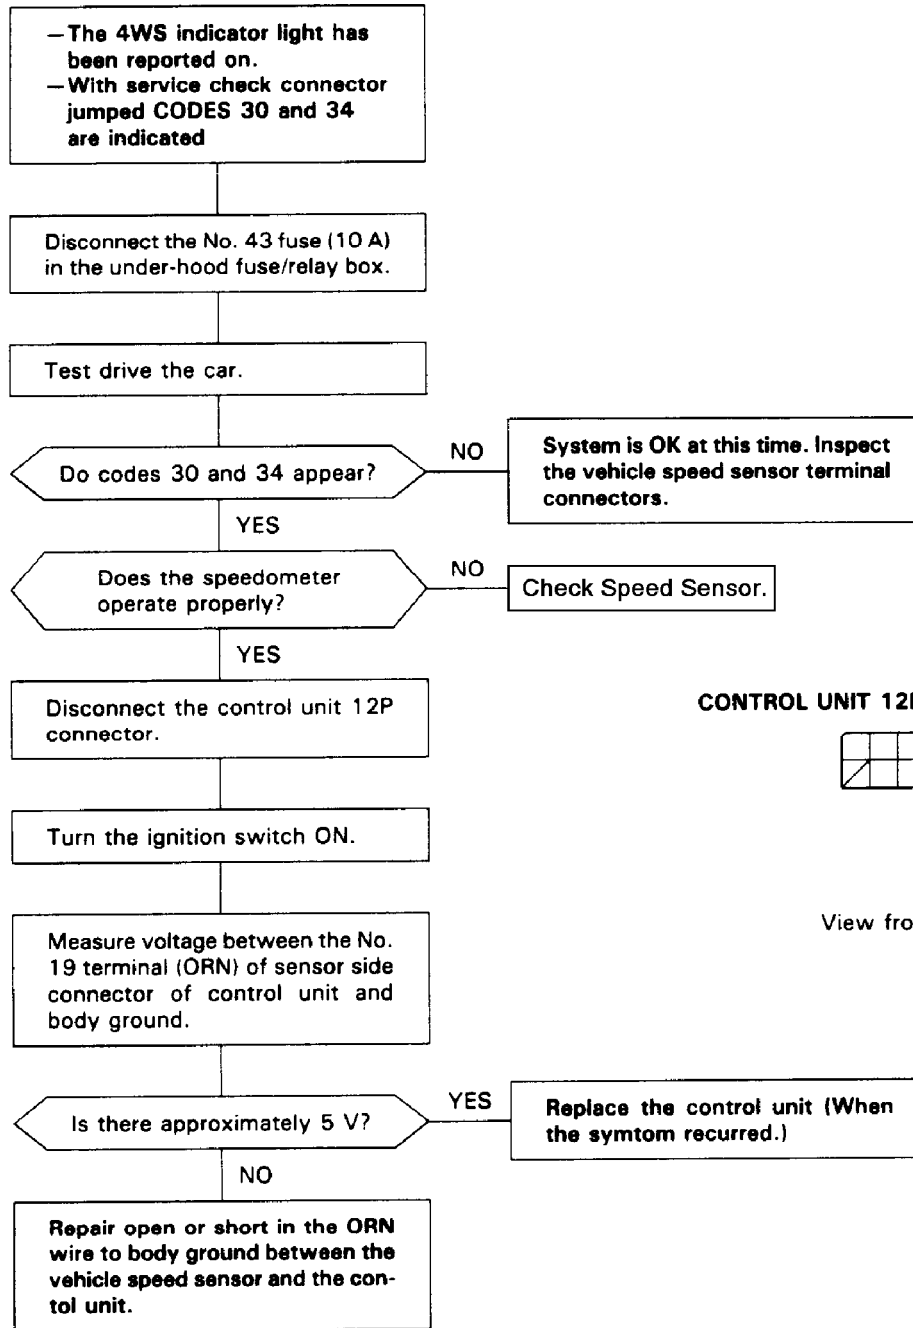 —The 4WS indicator light has
been reported on.
—With service check connector
jumped CODES 30 and 34
are indicated
Disconnect the No. 43 fuse (10 A)
in the under-hood fuse/relay box.
Test drive the car.
Do codes 30 and 34 appear?
NO
System is OK at this time. Inspect
the vehicle speed sensor terminal
connectors.
YES
Does the speedometer
operate properly?
NO
Check Speed Sensor.
YES
Disconnect the control unit 12P
connector.
CONTROL UNIT
Turn the ignition switch ON.
View
Measure voltage between the No.
19 terminal (ORN) of sensor side
connector of control unit and
body ground.
Is there approximately 5 V?
YES
Replace the control unit (When
the symtom recurred.)
NO
Repair open or short in the ORN
wire to body ground between the
vehicle speed sensor and the con-
tol unit.